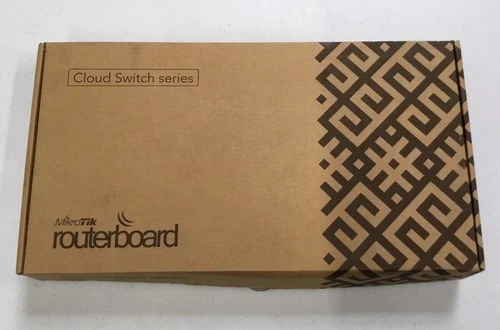 Cloud Switch series
MikroTik
routerboard